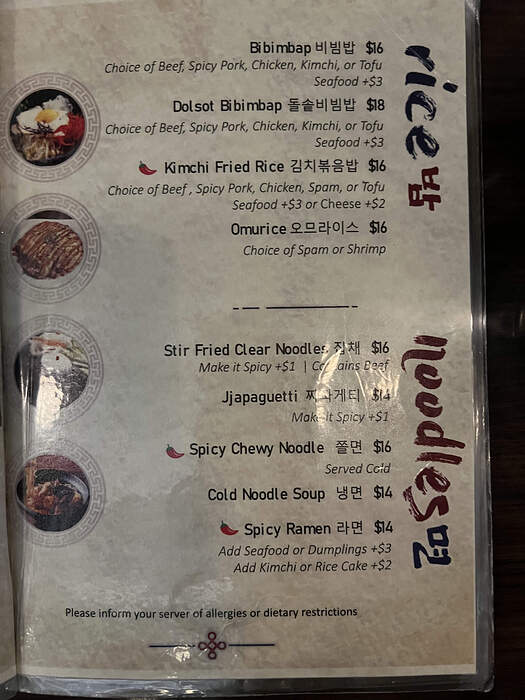 rice 밥
Bibimbap 비빔밥 $16
Choice of Beef, Spicy Pork, Chicken, Kimchi, or Tofu
Seafood +$3
Dolsot Bibimbap 돌솥비빔밥 $18
Choice of Beef, Spicy Pork, Chicken, Kimchi, or Tofu
Seafood +$3
Kimchi Fried Rice 김치볶음밥 $16
Choice of Beef , Spicy Pork, Chicken, Spam, or Tofu
Seafood +$3 or Cheese +$2
Omurice 오므라이스 $16
Choice of Spam or Shrimp
Noodles 면
Stir Fried Clear Noodles 잡채 $16
Make it Spicy +$1 | Contains Beef
Jjapaguetti 짜파게티 $14
Make It Spicy +$1
Spicy Chewy Noodle 쫄면 $16
Served Cold
Cold Noodle Soup 냉면 $14
Spicy Ramen 라면 $14
Add Seafood or Dumplings +$3
Add Kimchi or Rice Cake +$2
Please inform your server of allergies or dietary restrictions